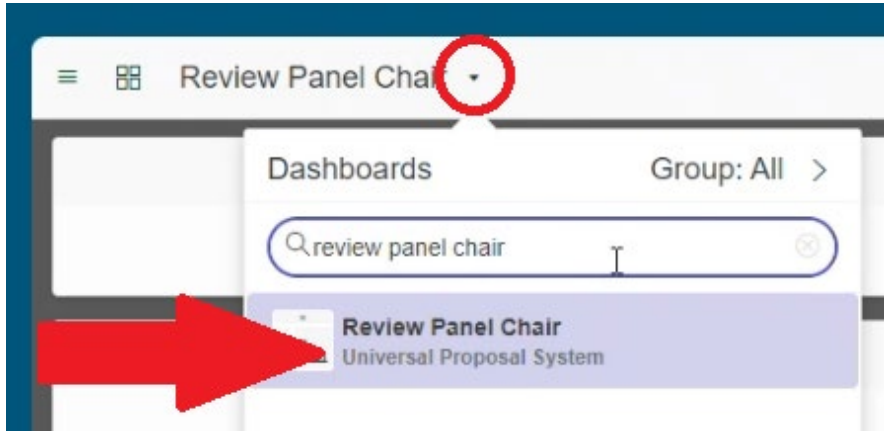 Review Panel Chair
Dashboards Group: All >
review panel chair
Review Panel Chair
Universal Proposal System